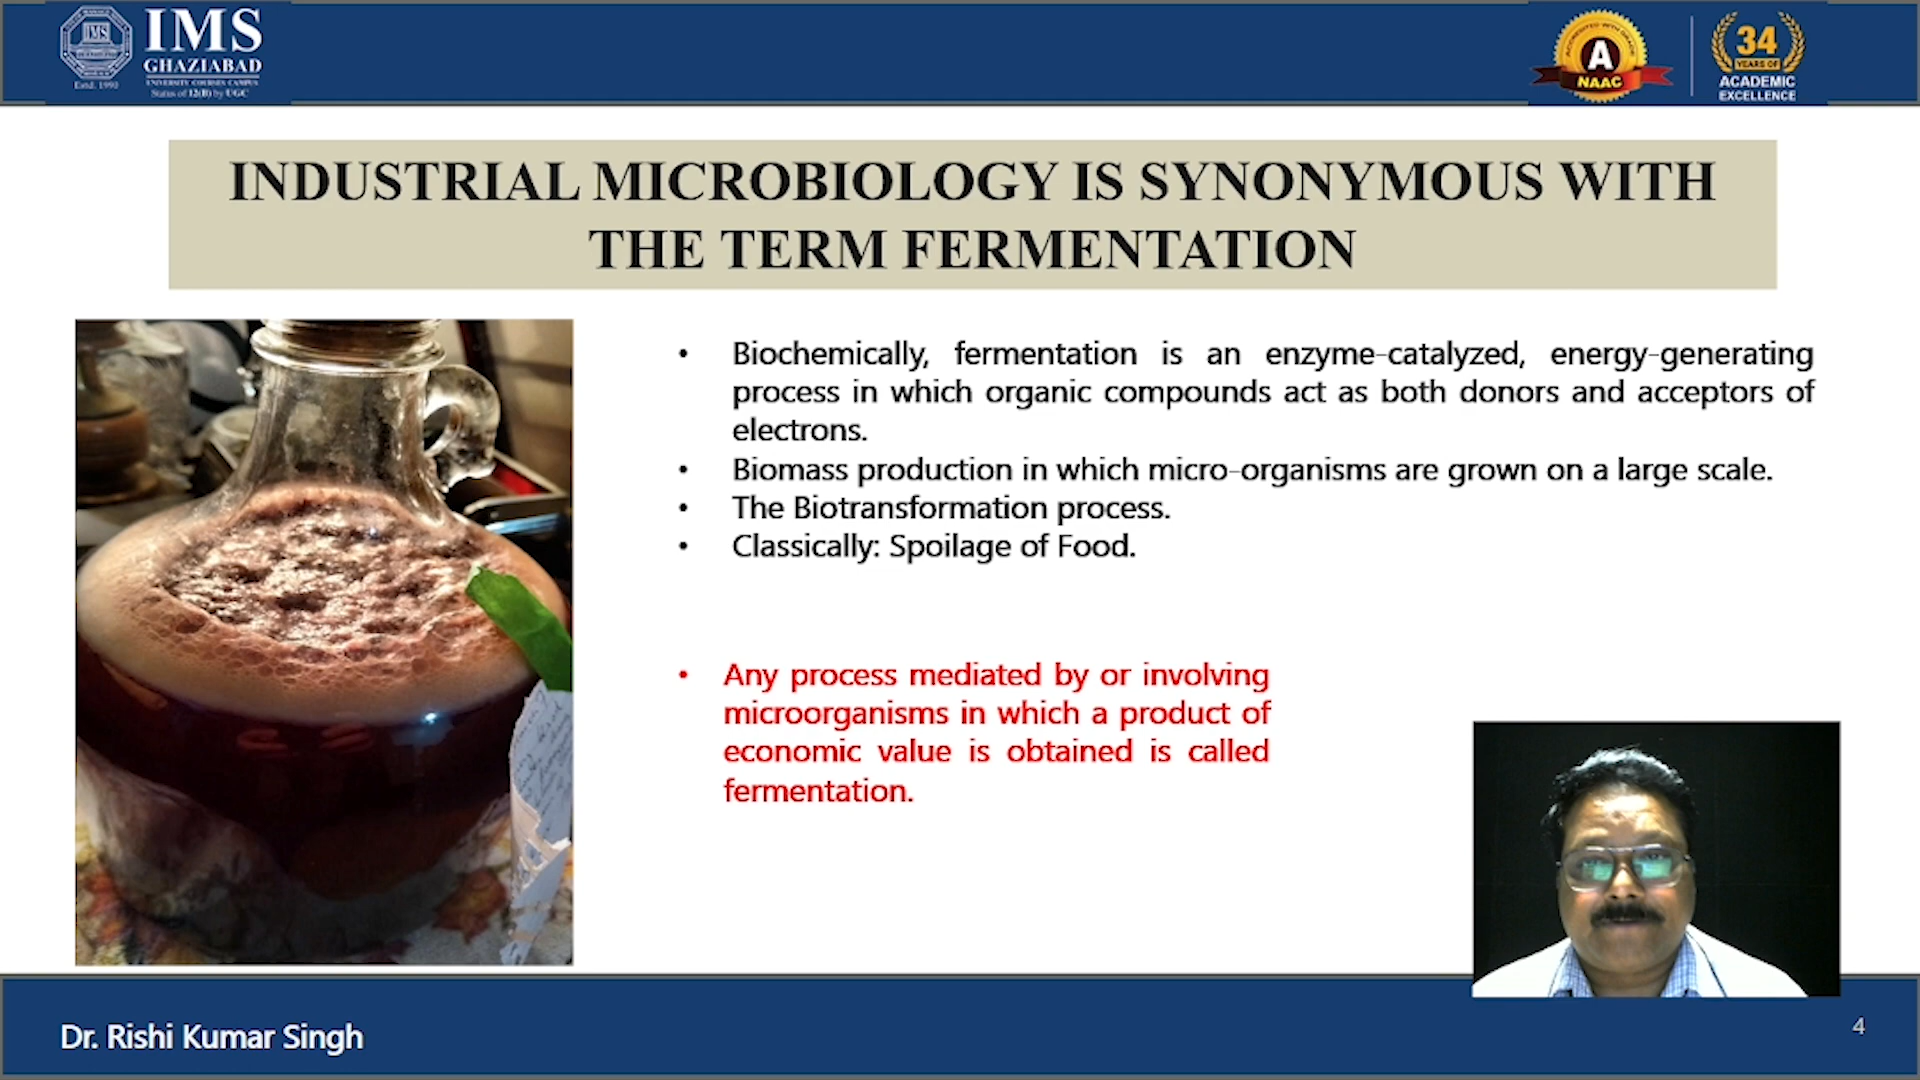 IMS
GHAZIABAD
UNIVERSITY COURSES CAMPUS
Status of 12(B) by UGC
IMS
Estd. 1990
ACCREDITED WITH GRADE
A
NAAC
34
YEARS OF
ACADEMIC
EXCELLENCE
INDUSTRIAL MICROBIOLOGY IS SYNONYMOUS WITH
THE TERM FERMENTATION
• Biochemically, fermentation is an enzyme-catalyzed, energy-generating
process in which organic compounds act as both donors and acceptors of
electrons.
• Biomass production in which micro-organisms are grown on a large scale.
• The Biotransformation process.
• Classically: Spoilage of Food.
• Any process mediated by or involving
microorganisms in which a product of
economic value is obtained is called
fermentation.
Dr. Rishi Kumar Singh
4